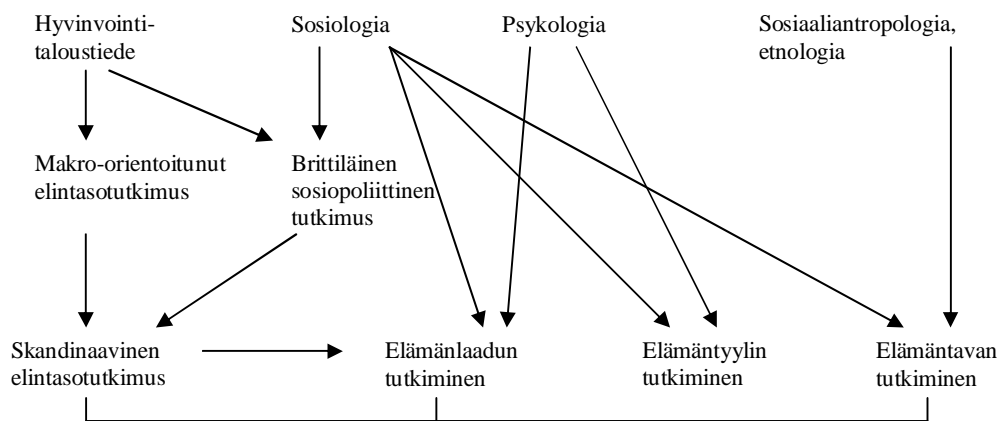 Hyvinvointi-
taloustiede
Sosiologia
Psykologia
Sosiaaliantropologia,
etnologia
Makro-orientoitunut
elintasotutkimus
Brittiläinen
sosiopoliittinen
tutkimus
Skandinaavinen
elintasotutkimus
Elämänlaadun
tutkiminen
Elämäntyylin
tutkiminen
Elämäntavan
tutkiminen